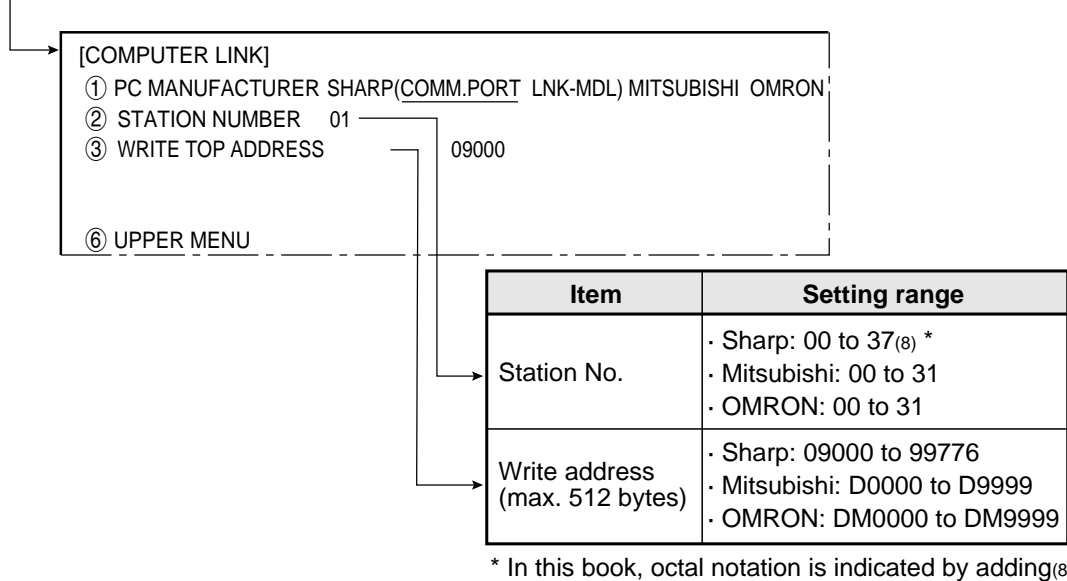 [COMPUTER LINK]
① PC MANUFACTURER SHARP(COMM.PORT LNK-MDL) MITSUBISHI OMRON
② STATION NUMBER 01
③ WRITE TOP ADDRESS 09000
⑥ UPPER MENU
Item Setting range
Station No.
· Sharp: 00 to 37(8) *
· Mitsubishi: 00 to 31
· OMRON: 00 to 31
Write address
(max. 512 bytes)
· Sharp: 09000 to 99776
· Mitsubishi: D0000 to D9999
· OMRON: DM0000 to DM9999
* In this book, octal notation is indicated by adding(8